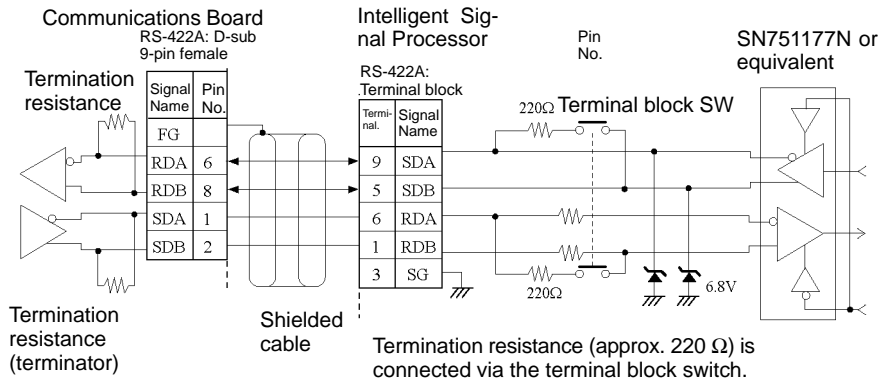 Communications Board
RS-422A: D-sub
9-pin female
Intelligent Sig-
nal Processor
RS-422A:
Terminal block
Pin
No.
SN751177N or
equivalent
Termination
resistance
Signal Name Pin No.
FG
RDA 6
RDB 8
SDA 1
SDB 2
Termi-nal. Signal Name
9 SDA
5 SDB
6 RDA
1 RDB
3 SG
220Ω Terminal block SW
220Ω
6.8V
Termination
resistance
(terminator)
Shielded
cable
Termination resistance (approx. 220 Ω) is
connected via the terminal block switch.